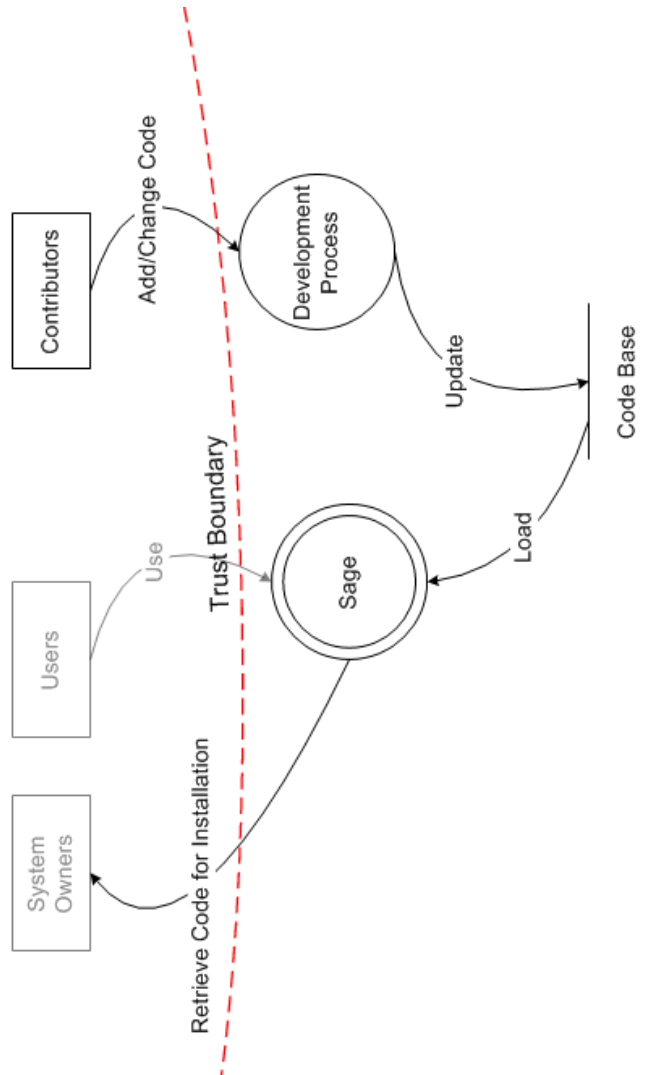 System
Owners
Users
Contributors
Retrieve Code for Installation
Use
Trust Boundary
Add/Change Code
Sage
Development
Process
Load
Update
Code Base